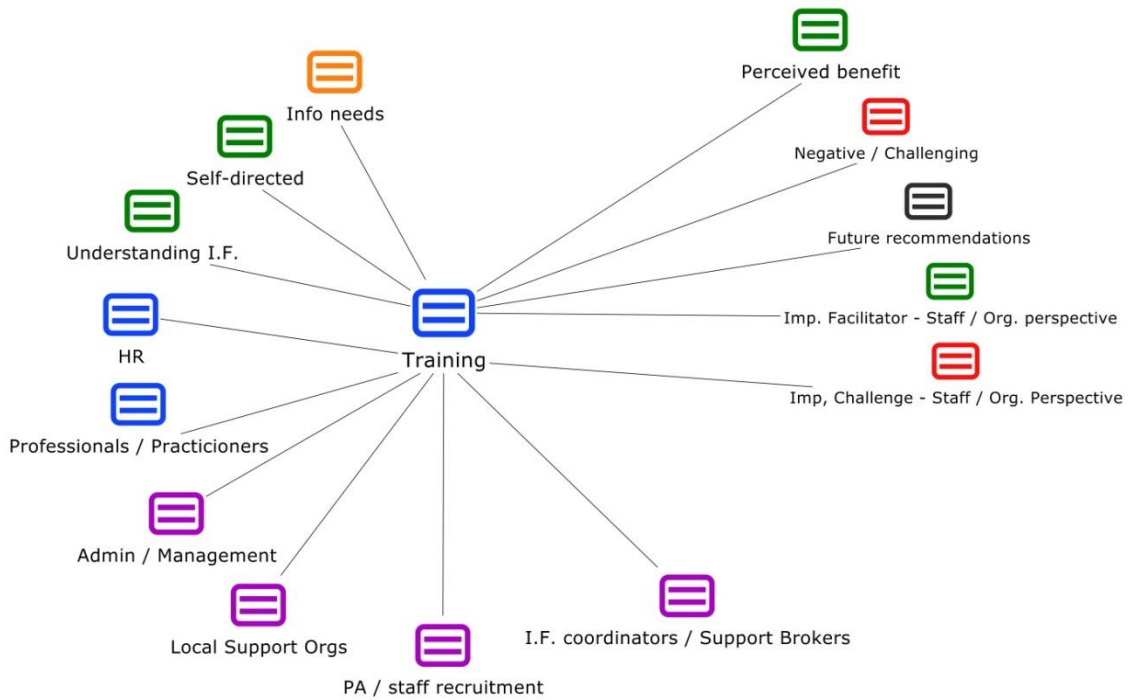 Perceived benefit
Info needs
Negative / Challenging
Self-directed
Future recommendations
Understanding I.F.
Imp. Facilitator - Staff / Org. perspective
HR
Training
Imp, Challenge - Staff / Org. Perspective
Professionals / Practicioners
Admin / Management
I.F. coordinators / Support Brokers
Local Support Orgs
PA / staff recruitment